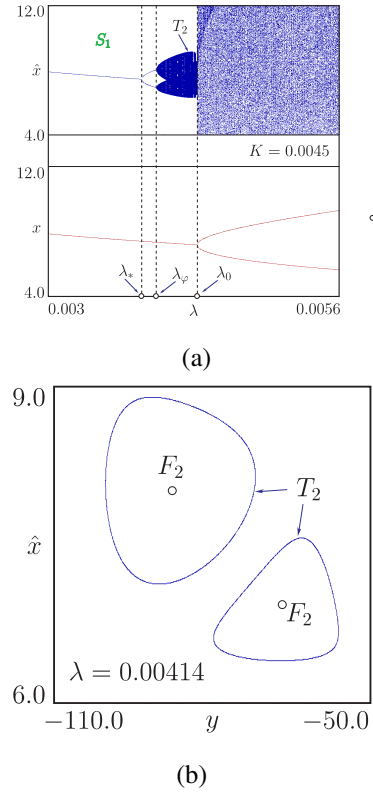 12.0
S₁
T₂
x̂
4.0
K = 0.0045
12.0
x
λ* λφ λ₀
4.0
0.003 λ 0.0056
(a)
9.0
F₂
T₂
x̂
F₂
λ = 0.00414
6.0
−110.0 y −50.0
(b)